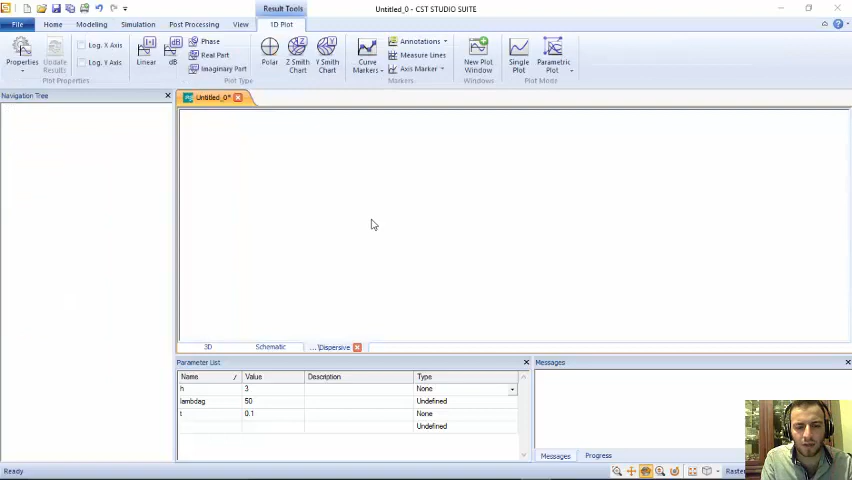 Result Tools
Untitled_0* - CST STUDIO SUITE
File
Home
Modeling
Simulation
Post Processing
View
1D Plot
Properties
Update Results
Log. X Axis
Log. Y Axis
Plot Properties
Linear
dB
Phase
Real Part
Imaginary Part
Plot Type
Polar
Z Smith Chart
Y Smith Chart
Curve Markers
Annotations
Measure Lines
Axis Marker
Markers
New Plot Window
Windows
Single Plot
Parametric Plot
Plot Mode
Navigation Tree
Untitled_0*
3D
Schematic
...\Dispersive
Parameter List
Name / Value Description Type
h 3 None
lambdag 50 Undefined
t 0.1 None
Undefined
Messages
Messages
Progress
Ready
Raster